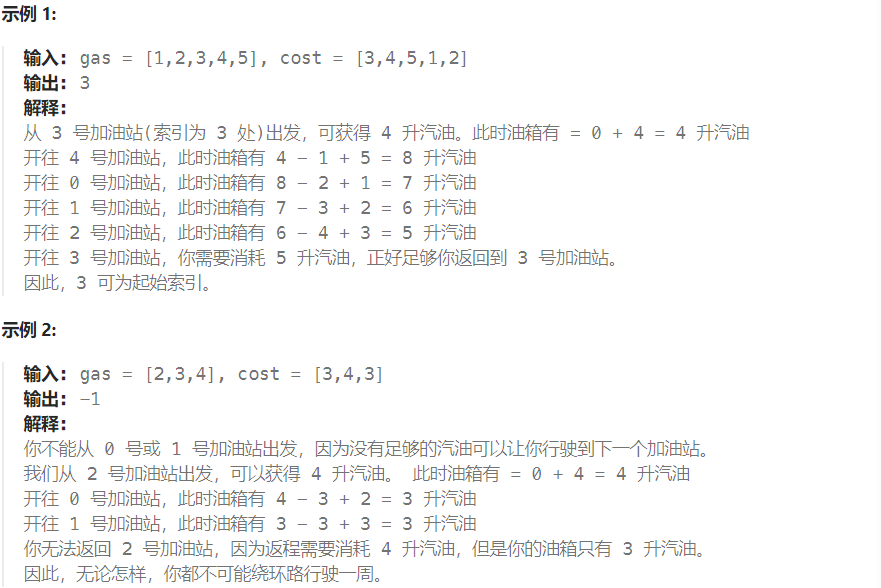 示例 1:
输入: gas = [1,2,3,4,5], cost = [3,4,5,1,2]
输出: 3
解释:
从 3 号加油站(索引为 3 处)出发，可获得 4 升汽油。此时油箱有 = 0 + 4 = 4 升汽油
开往 4 号加油站，此时油箱有 4 - 1 + 5 = 8 升汽油
开往 0 号加油站，此时油箱有 8 - 2 + 1 = 7 升汽油
开往 1 号加油站，此时油箱有 7 - 3 + 2 = 6 升汽油
开往 2 号加油站，此时油箱有 6 - 4 + 3 = 5 升汽油
开往 3 号加油站，你需要消耗 5 升汽油，正好足够你返回到 3 号加油站。
因此，3 可为起始索引。
示例 2:
输入: gas = [2,3,4], cost = [3,4,3]
输出: -1
解释:
你不能从 0 号或 1 号加油站出发，因为没有足够的汽油可以让你行驶到下一个加油站。
我们从 2 号加油站出发，可以获得 4 升汽油。 此时油箱有 = 0 + 4 = 4 升汽油
开往 0 号加油站，此时油箱有 4 - 3 + 2 = 3 升汽油
开往 1 号加油站，此时油箱有 3 - 3 + 3 = 3 升汽油
你无法返回 2 号加油站，因为返程需要消耗 4 升汽油，但是你的油箱只有 3 升汽油。
因此，无论怎样，你都不可能绕环路行驶一周。